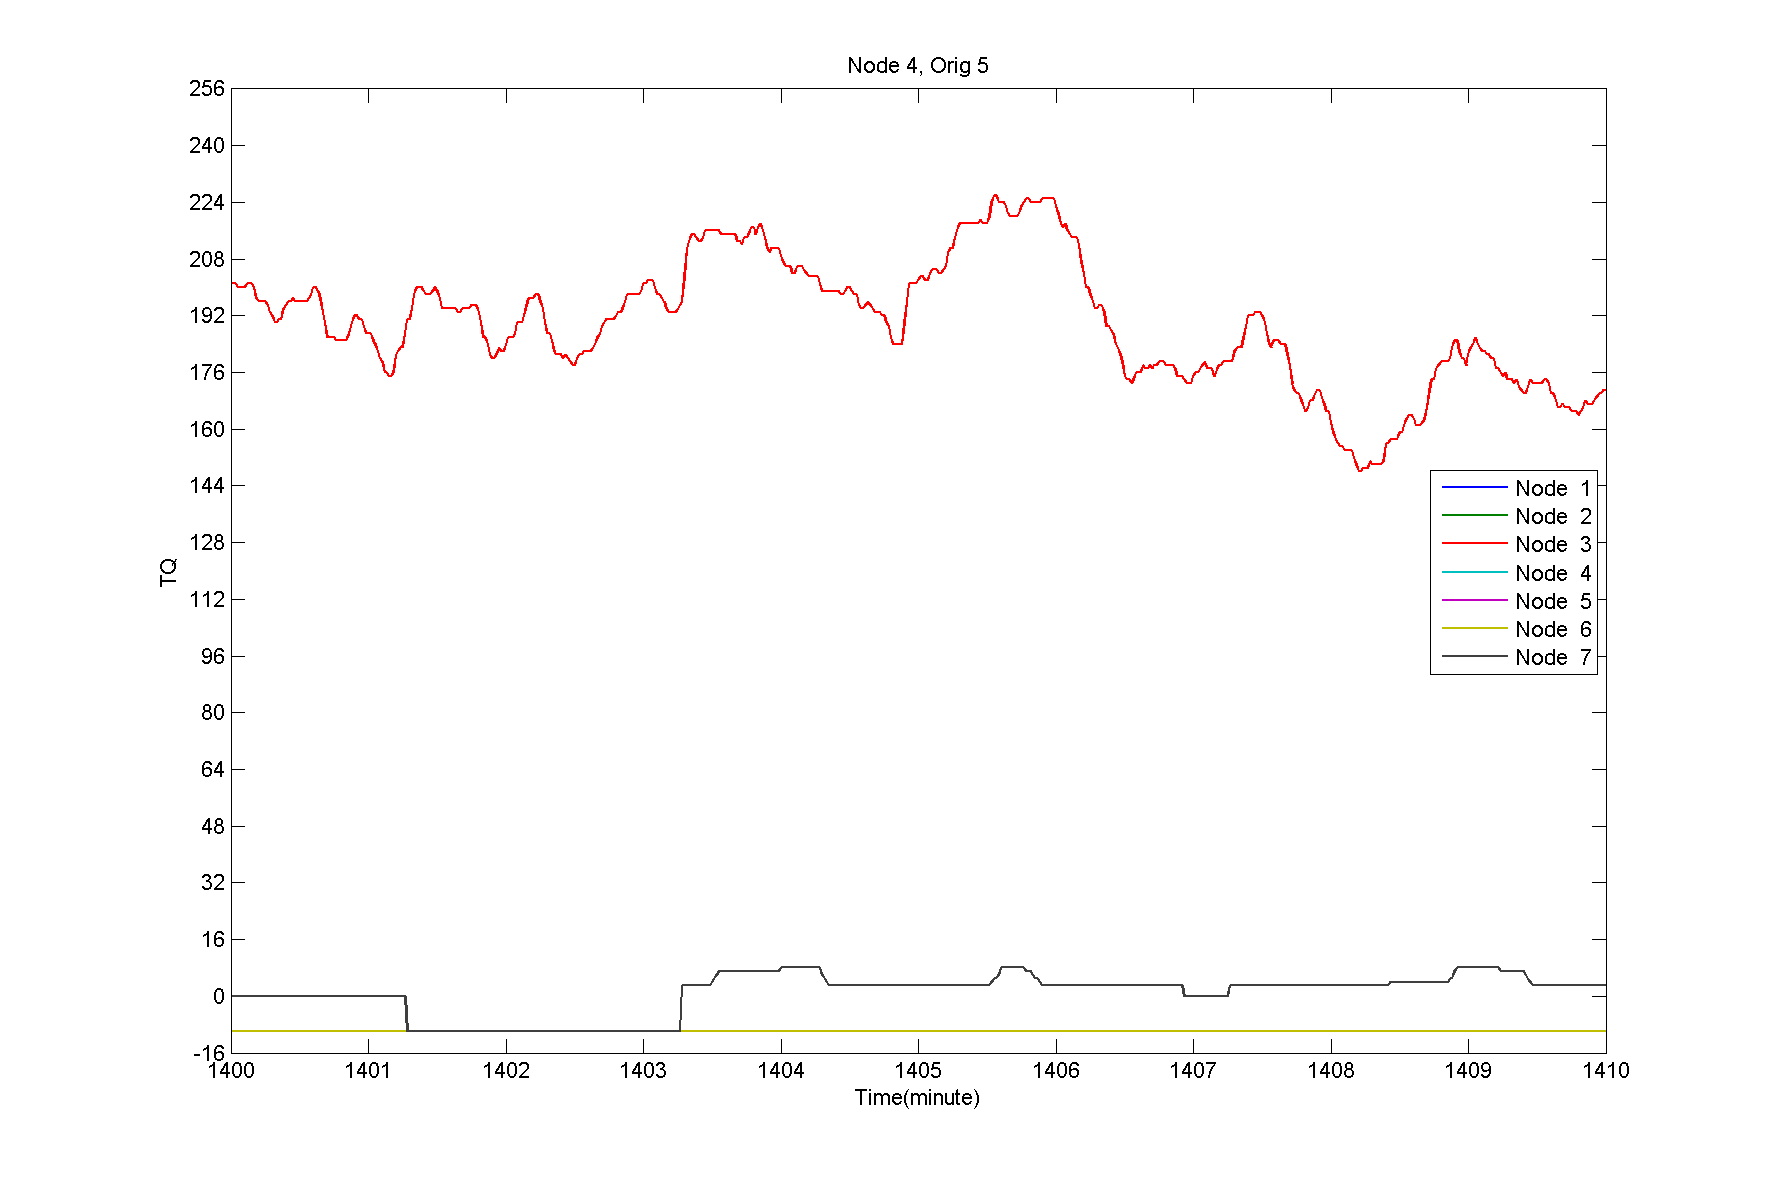 Node 4, Orig 5
256
240
224
208
192
176
160
144
128
112
96
80
64
48
32
16
0
-16
TQ
Node 1
Node 2
Node 3
Node 4
Node 5
Node 6
Node 7
1400 1401 1402 1403 1404 1405 1406 1407 1408 1409 1410
Time(minute)